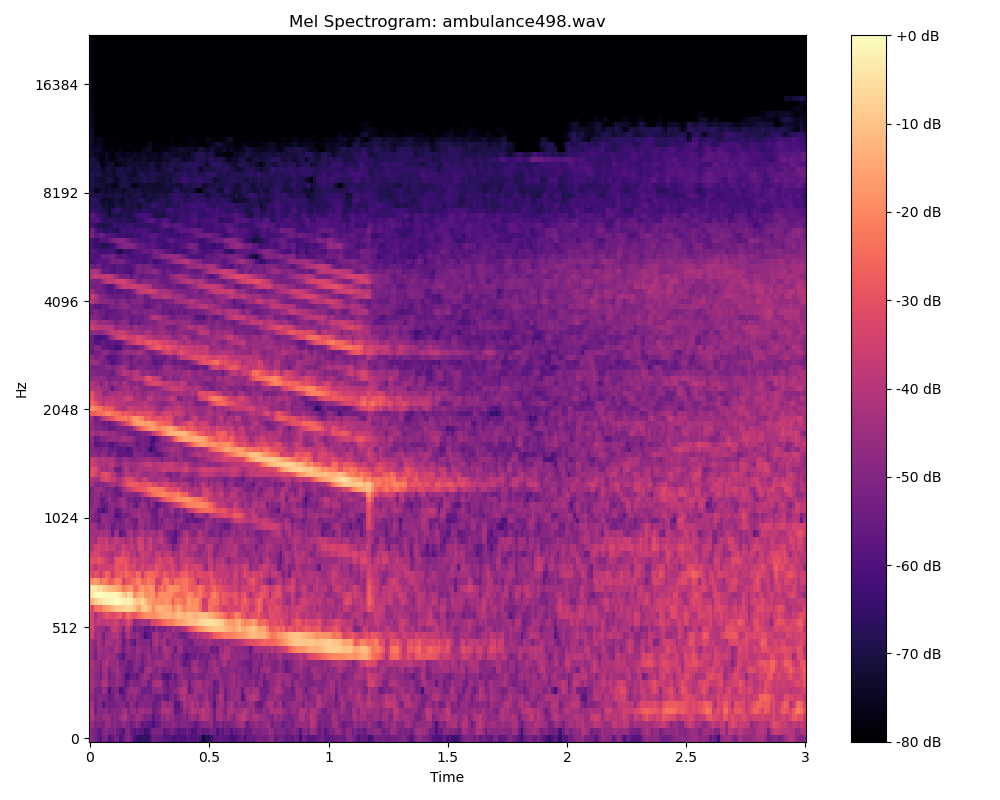 Mel Spectrogram: ambulance498.wav
+0 dB
16384
-10 dB
8192
-20 dB
4096
-30 dB
Hz
2048
-40 dB
-50 dB
1024
-60 dB
512
-70 dB
0
-80 dB
0 0.5 1 1.5 2 2.5 3
Time